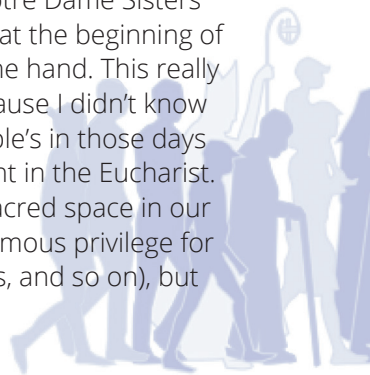 otre Dame Sisters
at the beginning of
ne hand. This really
ause I didn’t know
ple’s in those days
nt in the Eucharist.
acred space in our
mous privilege for
s, and so on), but